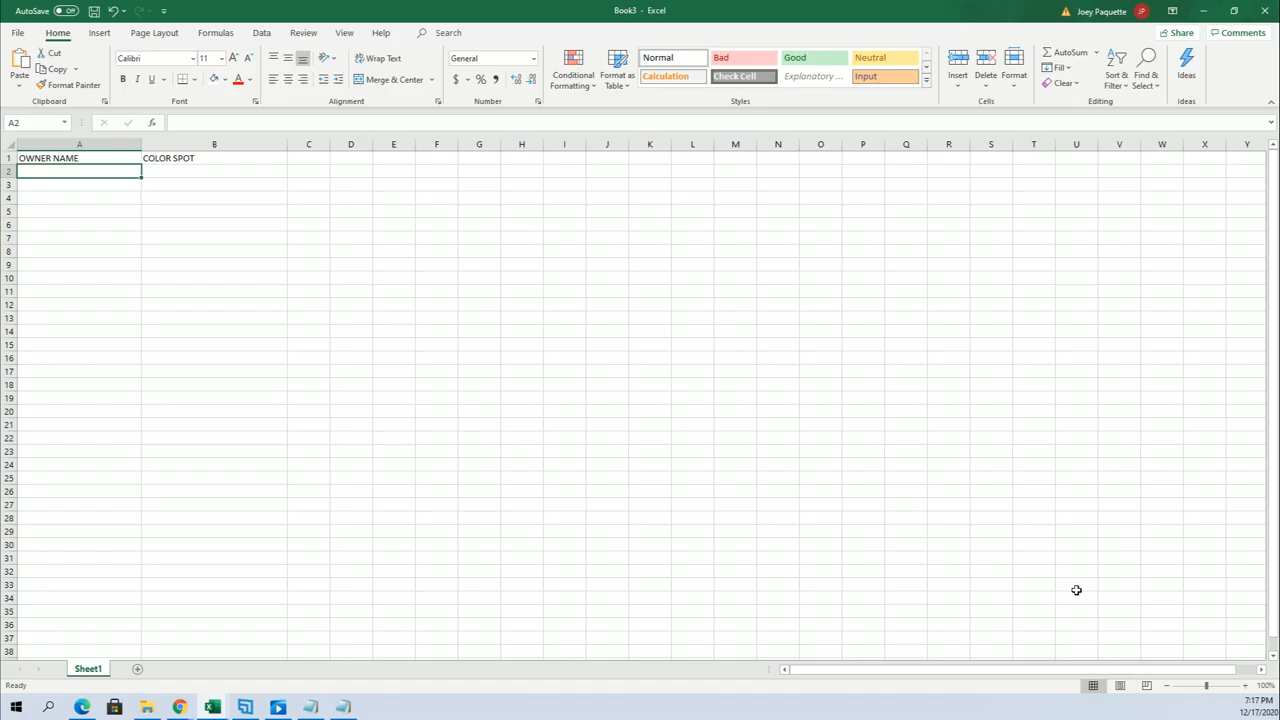 AutoSave Off Book3 - Excel Joey Paquette JP
File Home Insert Page Layout Formulas Data Review View Help Search Share Comments
Paste Cut Copy Format Painter Clipboard
Calibri 11 A A B I U A Font
ab Wrap Text Merge & Center Alignment
General $ % , Number
Conditional Formatting Format as Table
Normal Bad Good Neutral
Calculation Check Cell Explanatory ... Input
Styles
Insert Delete Format Cells
AutoSum Fill Clear Sort & Filter Find & Select Editing
Ideas Ideas
A2 fx
A B C D E F G H I J K L M N O P Q R S T U V W X Y
1 OWNER NAME COLOR SPOT
2
3
4
5
6
7
8
9
10
11
12
13
14
15
16
17
18
19
20
21
22
23
24
25
26
27
28
29
30
31
32
33
34
35
36
37
38
Sheet1
Ready 100%
7:17 PM
12/17/2020